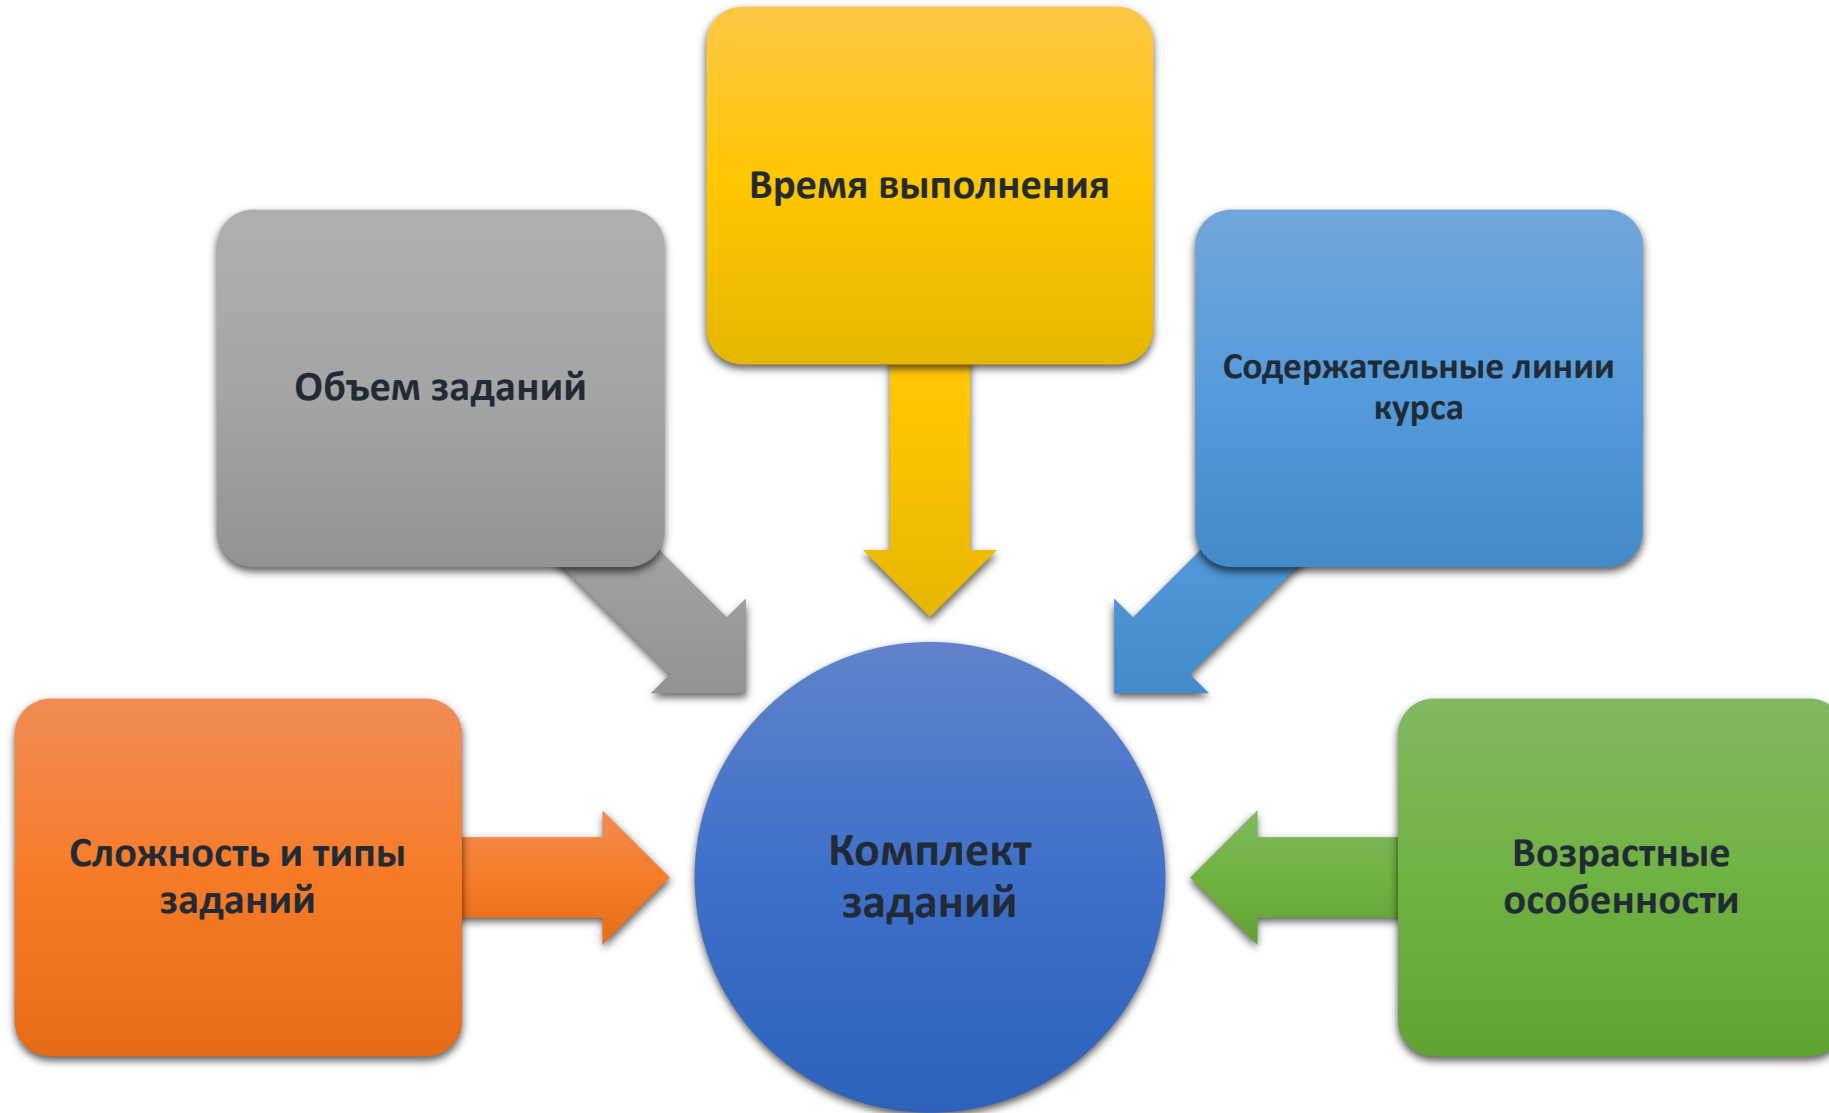 Время выполнения
Объем заданий
Содержательные линии
курса
Сложность и типы
заданий
Комплект
заданий
Возрастные
особенности